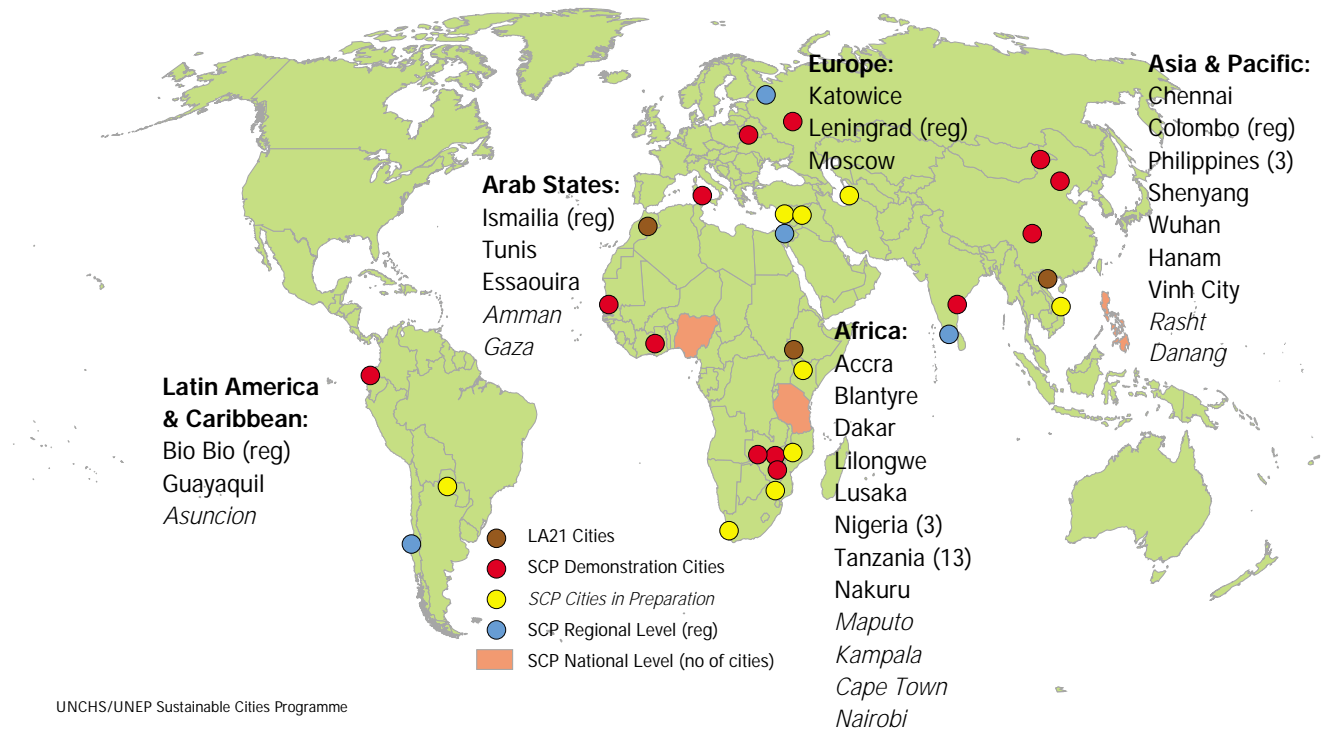 Europe:
Katowice
Leningrad (reg)
Moscow
Asia & Pacific:
Chennai
Colombo (reg)
Philippines (3)
Shenyang
Wuhan
Hanam
Vinh City
Rasht
Danang
Arab States:
Ismailia (reg)
Tunis
Essaouira
Amman
Gaza
Africa:
Accra
Blantyre
Dakar
Lilongwe
Lusaka
Nigeria (3)
Tanzania (13)
Nakuru
Maputo
Kampala
Cape Town
Nairobi
Latin America
& Caribbean:
Bio Bio (reg)
Guayaquil
Asuncion
LA21 Cities
SCP Demonstration Cities
SCP Cities in Preparation
SCP Regional Level (reg)
SCP National Level (no of cities)
UNCHS/UNEP Sustainable Cities Programme